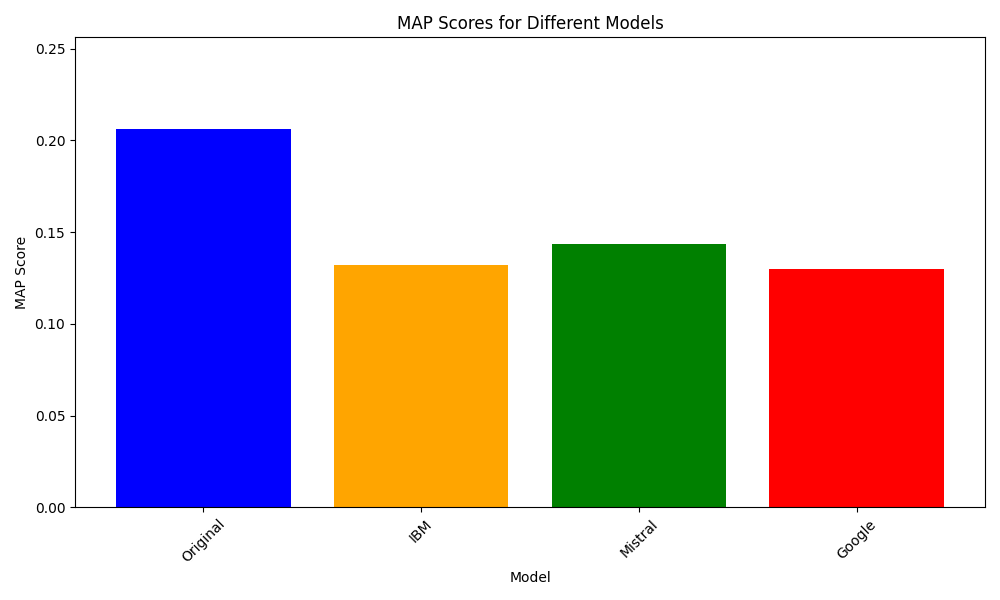 MAP Scores for Different Models
0.25
0.20
0.15
0.10
0.05
0.00
MAP Score
Original
IBM
Mistral
Google
Model